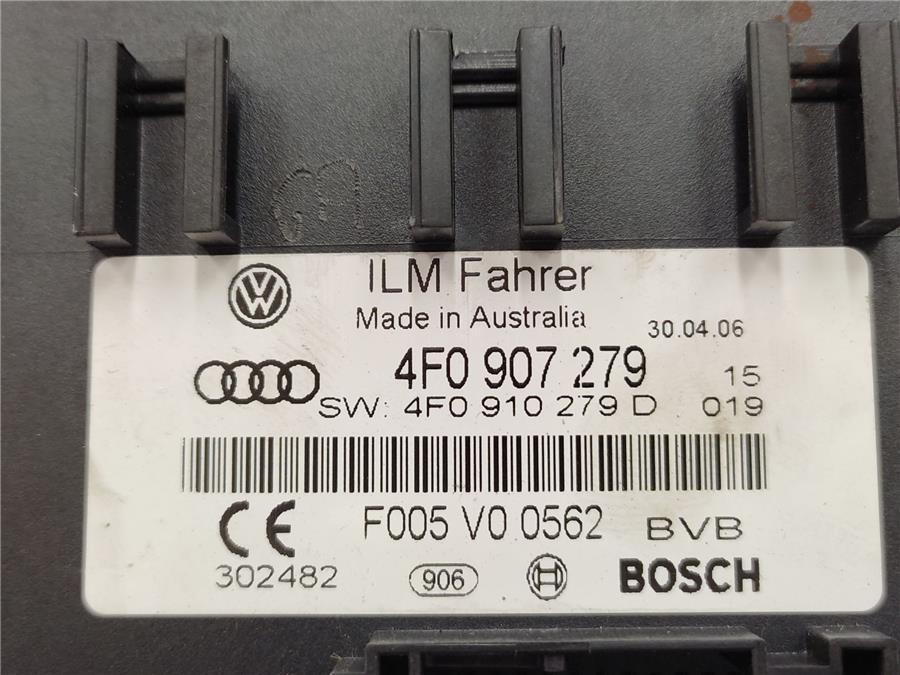 ILM Fahrer
Made in Australia
30.04.06
4F0 907 279 15
SW: 4F0 910 279 D 019
F005 V0 0562 BVB
302482 906 BOSCH